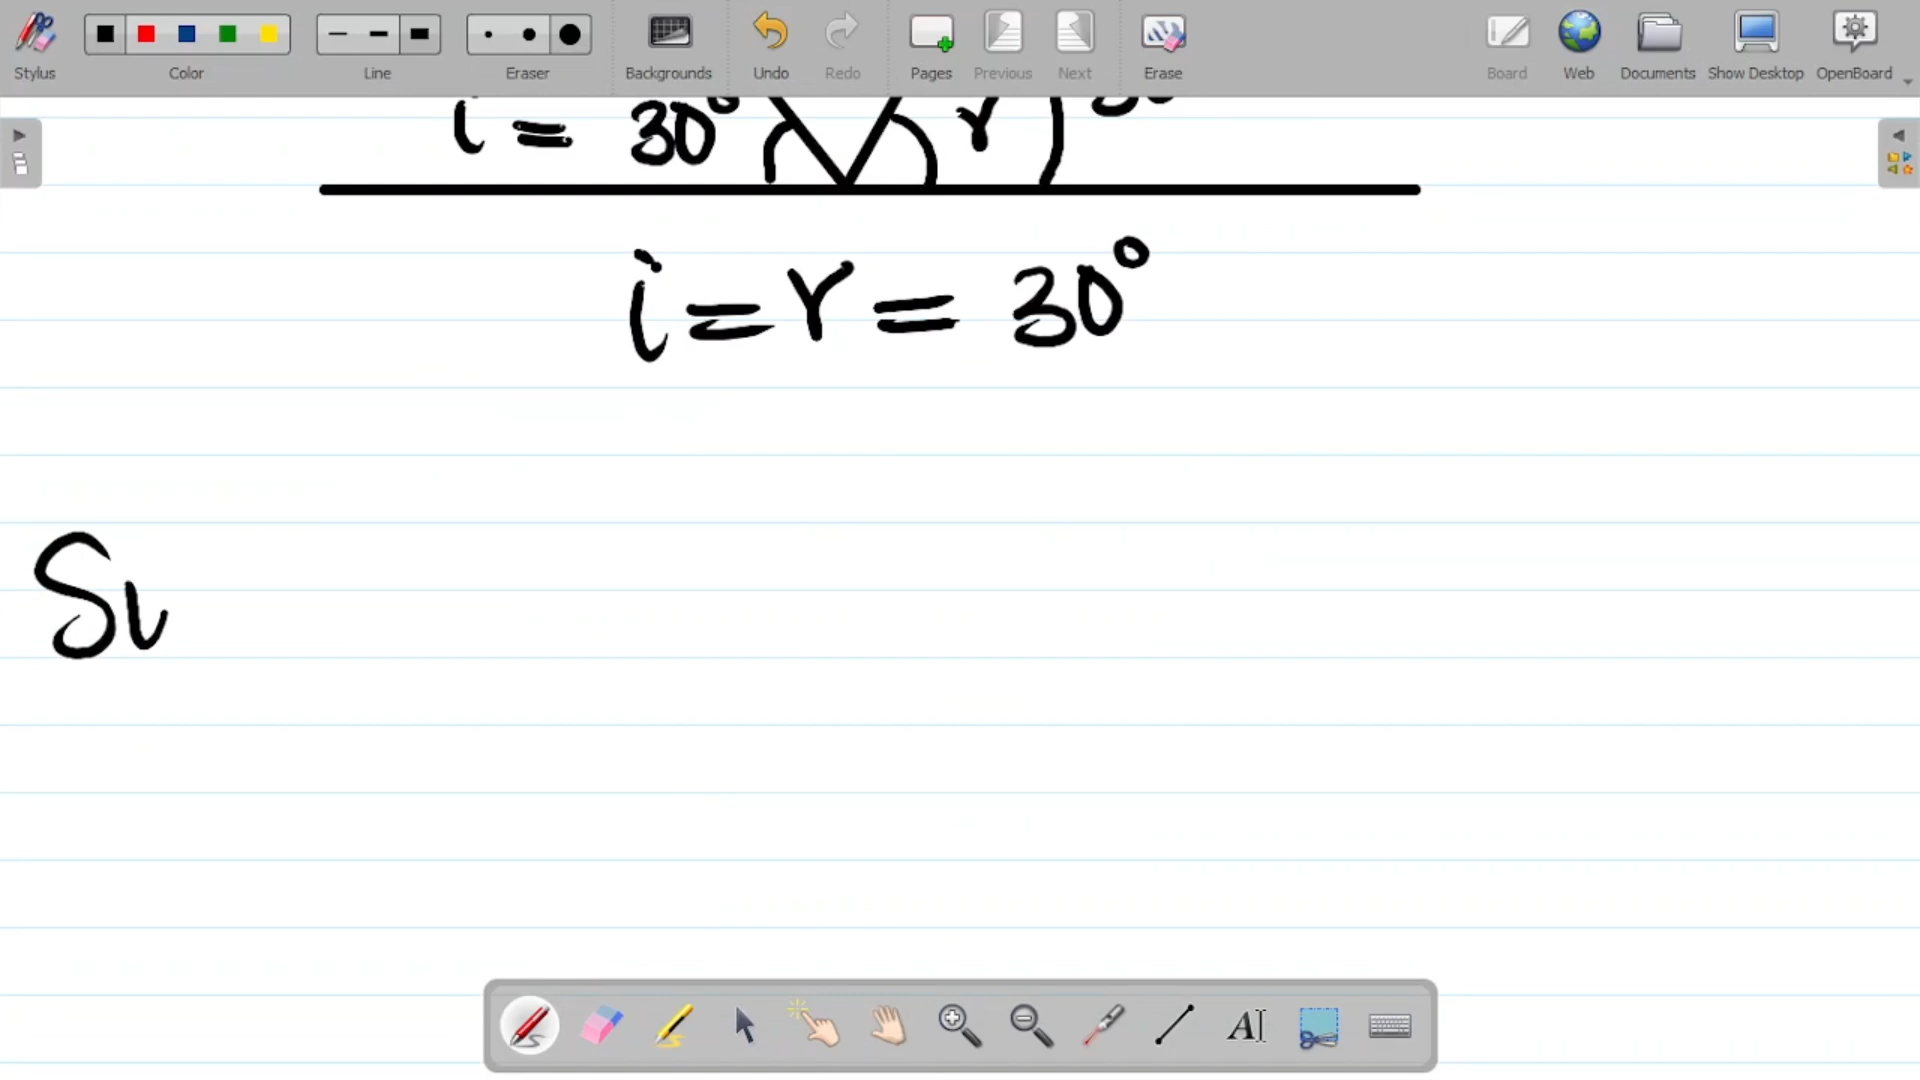 Stylus Color Line Eraser Backgrounds Undo Redo Pages Previous Next Erase Board Web Documents Show Desktop OpenBoard
i = 30° r
i = r = 30°
Su